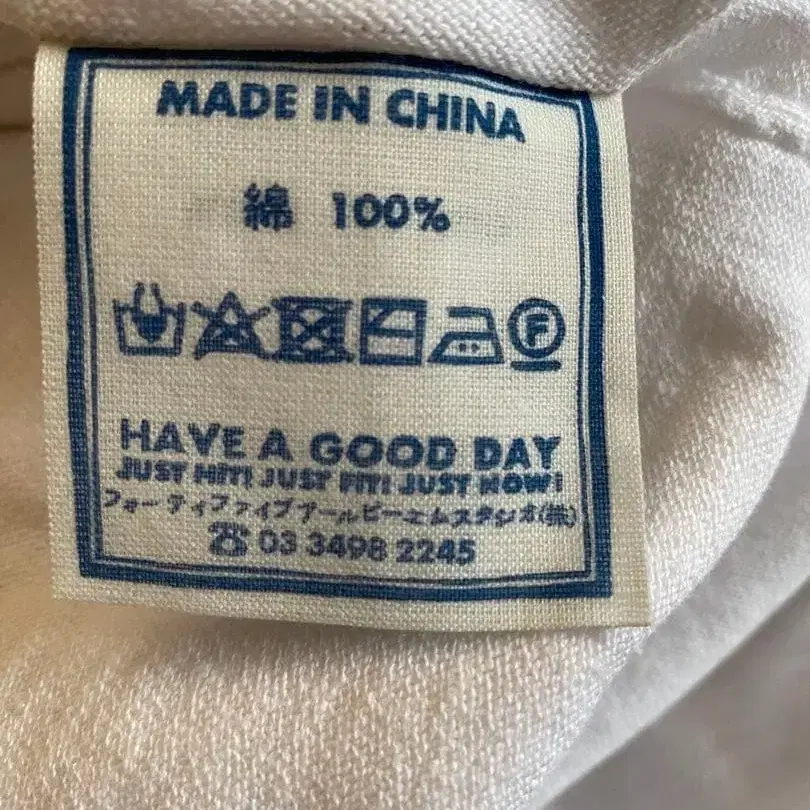 MADE IN CHINA
綿 100%
F
HAVE A GOOD DAY
JUST HIT! JUST FIT! JUST NOW!
フォーティファイブアールピーエムスタジオ(株)
☎ 03 3498 2245